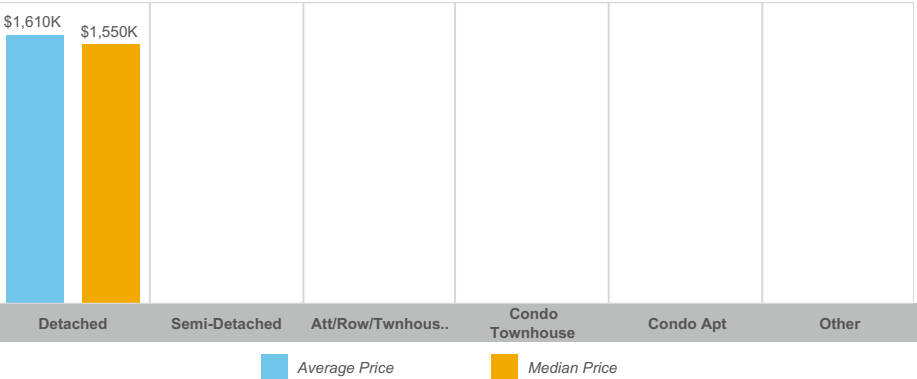 $1,610K
$1,550K
Detached
Semi-Detached
Att/Row/Twnhous..
Condo
Townhouse
Condo Apt
Other
Average Price
Median Price